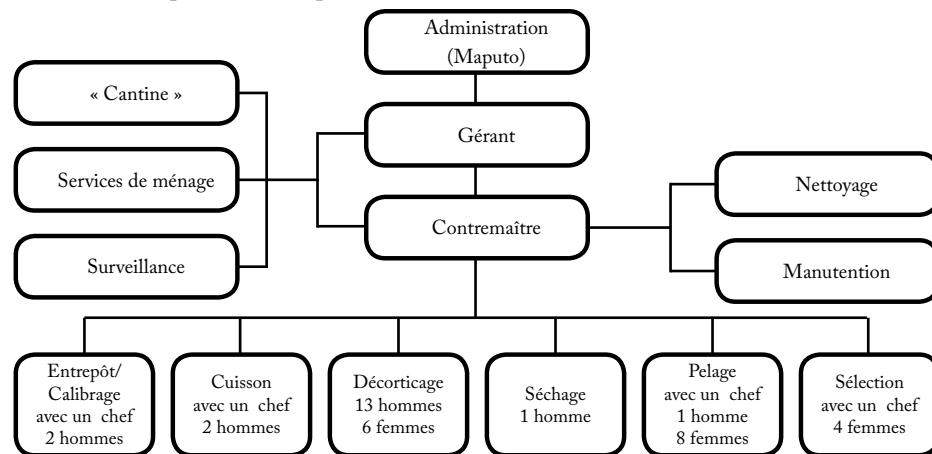 Administration
(Maputo)
« Cantine »
Gérant
Services de ménage
Nettoyage
Contremaître
Surveillance
Manutention
Entrepôt/
Calibrage
avec un chef
2 hommes
Cuisson
avec un chef
2 hommes
Décorticage
13 hommes
6 femmes
Séchage
1 homme
Pelage
avec un chef
1 homme
8 femmes
Sélection
avec un chef
4 femmes